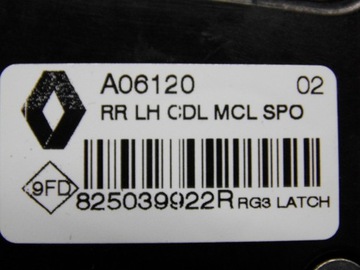 A06120 02
RR LH CDL MCL SPO
9FD
825039922R RG3 LATCH